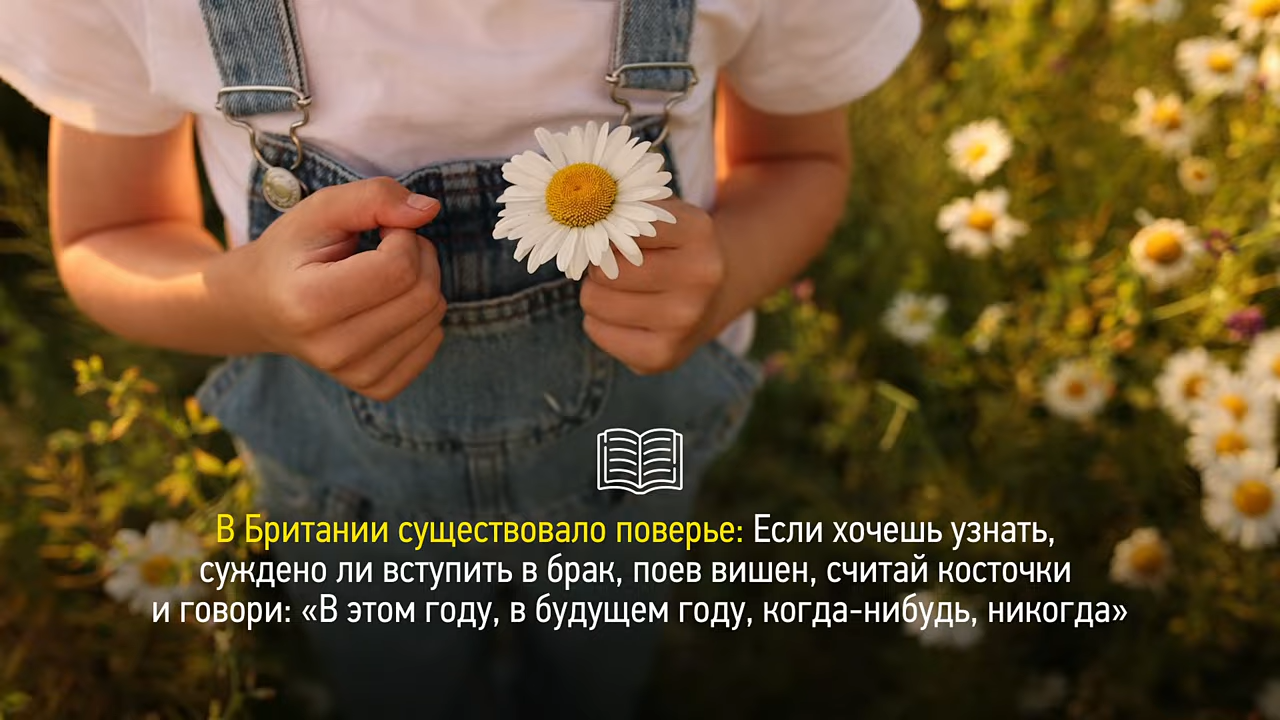 В Британии существовало поверье: Если хочешь узнать,
суждено ли вступить в брак, поев вишен, считай косточки
и говори: «В этом году, в будущем году, когда-нибудь, никогда»